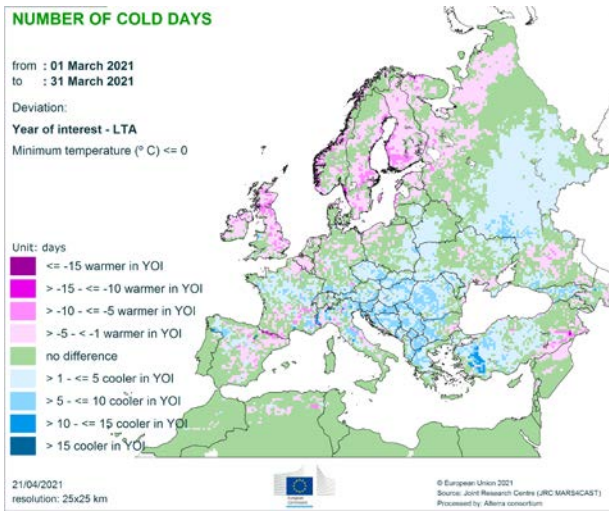 NUMBER OF COLD DAYS
from : 01 March 2021
to : 31 March 2021
Deviation:
Year of interest - LTA
Minimum temperature (º C) <= 0
Unit: days
<= -15 warmer in YOI
> -15 - <= -10 warmer in YOI
> -10 - <= -5 warmer in YOI
> -5 - < -1 warmer in YOI
no difference
> 1 - <= 5 cooler in YOI
> 5 - <= 10 cooler in YOI
> 10 - <= 15 cooler in YOI
> 15 cooler in YOI
21/04/2021
resolution: 25x25 km
European
Commission
© European Union 2021
Source: Joint Research Centre (JRC MARS4CAST)
Processed by: Alterra consortium